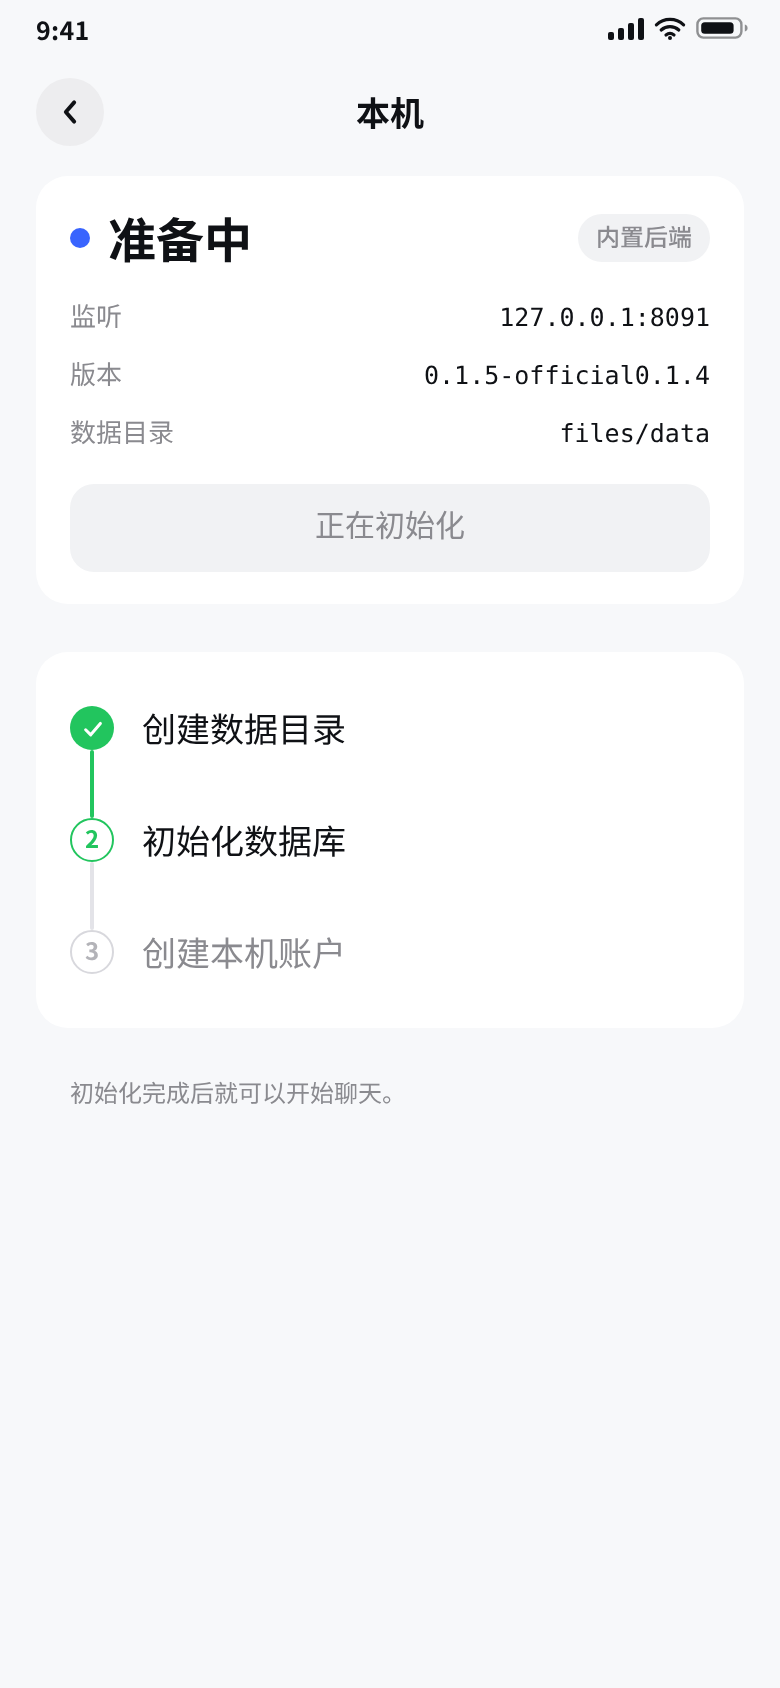 9:41
本机
准备中
内置后端
监听
127.0.0.1:8091
版本
0.1.5-official0.1.4
数据目录
files/data
正在初始化
创建数据目录
2
初始化数据库
3
创建本机账户
初始化完成后就可以开始聊天。